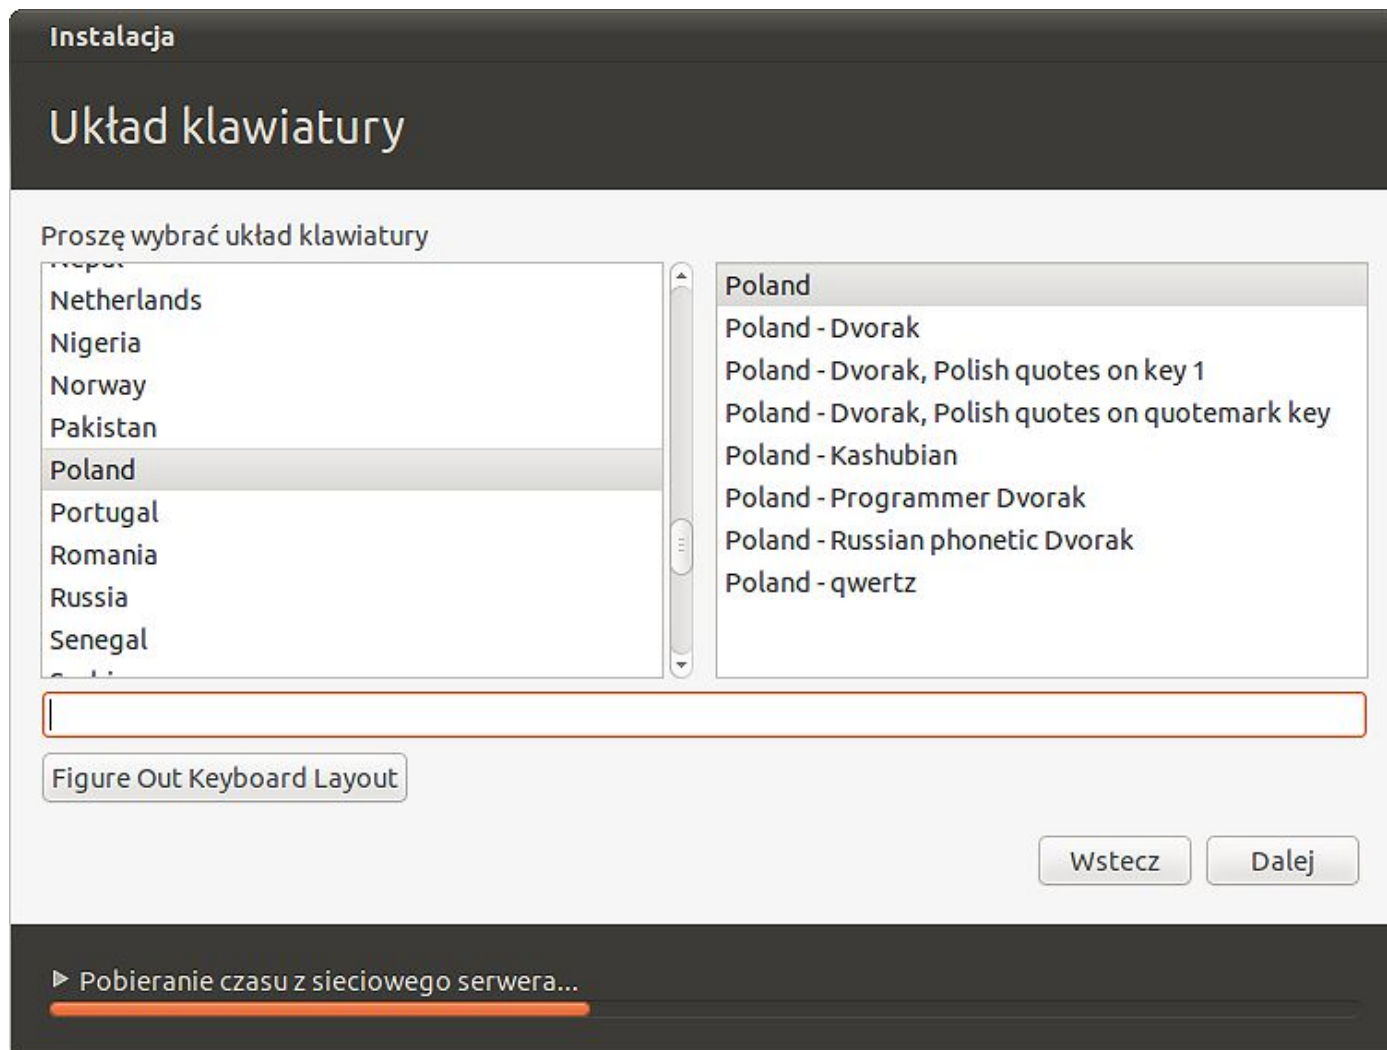 Instalacja
Układ klawiatury
Proszę wybrać układ klawiatury
Nepal
Netherlands
Nigeria
Norway
Pakistan
Poland
Portugal
Romania
Russia
Senegal
Poland
Poland - Dvorak
Poland - Dvorak, Polish quotes on key 1
Poland - Dvorak, Polish quotes on quotemark key
Poland - Kashubian
Poland - Programmer Dvorak
Poland - Russian phonetic Dvorak
Poland - qwertz
Figure Out Keyboard Layout
Wstecz
Dalej
Pobieranie czasu z sieciowego serwera...